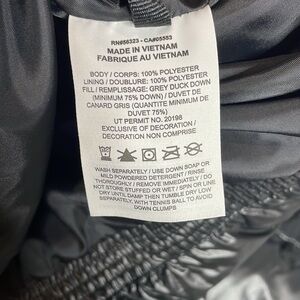 RN#56323 - CA#05553
MADE IN VIETNAM
FABRIQUE AU VIETNAM
BODY / CORPS: 100% POLYESTER
LINING / DOUBLURE: 100% POLYESTER
FILL / REMPLISSAGE: GREY DUCK DOWN
(MINIMUM 75% DOWN) / DUVET DE
CANARD GRIS (QUANTITE MINIMUM DE
DUVET 75%)
UT PERMIT NO. 20198
EXCLUSIVE OF DECORATION /
DECORATION NON COMPRISE
WASH SEPARATELY / USE DOWN SOAP OR
MILD POWDERED DETERGENT / RINSE
THOROUGHLY / REMOVE IMMEDIATELY / DO
NOT STORE STUFFED OR WET / SPIN OR LINE
DRY UNTIL DAMP THEN TUMBLE DRY LOW
SEPARATELY, WITH TENNIS BALL TO AVOID
DOWN CLUMPS